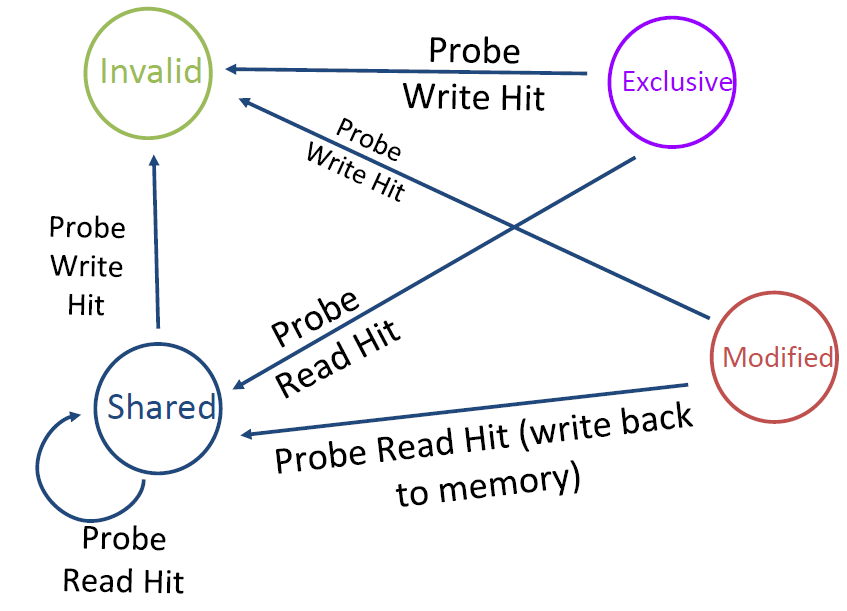 Invalid
Probe
Write Hit
Exclusive
Probe
Write Hit
Probe
Write
Hit
Probe
Read Hit
Modified
Shared
Probe Read Hit (write back
to memory)
Probe
Read Hit